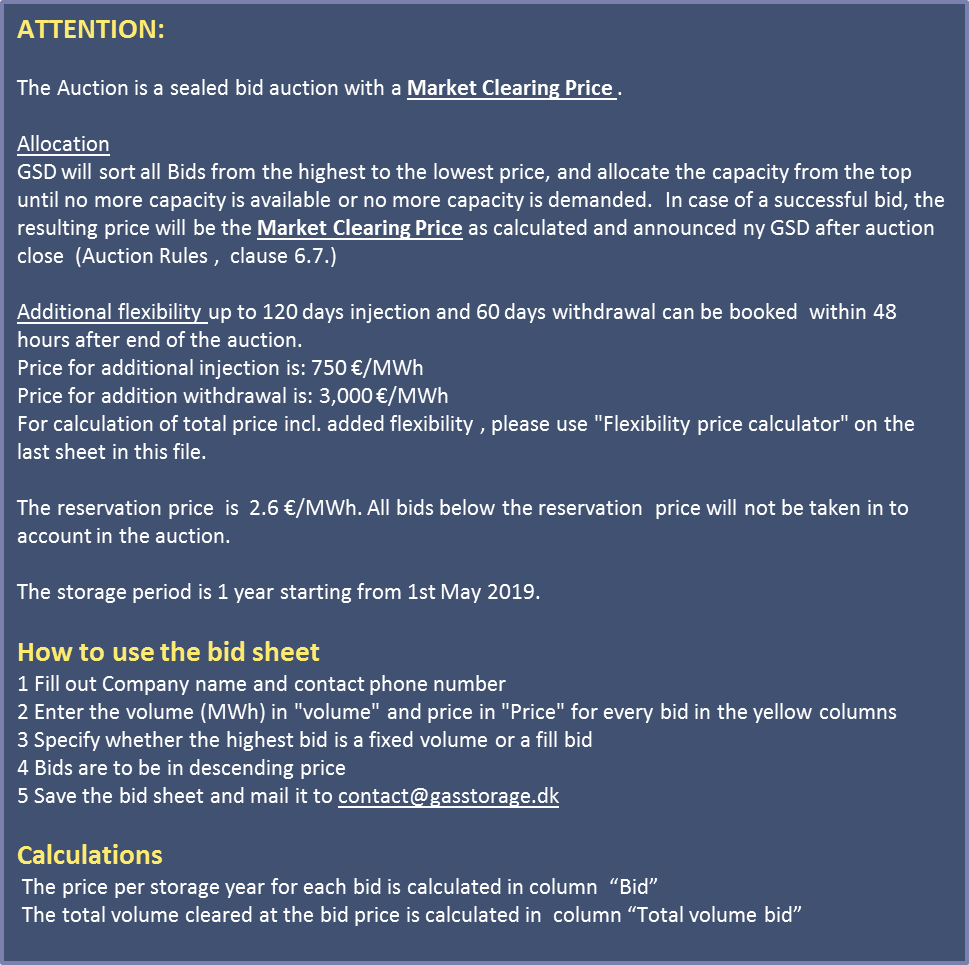 ATTENTION:
The Auction is a sealed bid auction with a Market Clearing Price .
Allocation
GSD will sort all Bids from the highest to the lowest price, and allocate the capacity from the top
until no more capacity is available or no more capacity is demanded. In case of a successful bid, the
resulting price will be the Market Clearing Price as calculated and announced ny GSD after auction
close (Auction Rules , clause 6.7.)
Additional flexibility up to 120 days injection and 60 days withdrawal can be booked within 48
hours after end of the auction.
Price for additional injection is: 750 €/MWh
Price for addition withdrawal is: 3,000 €/MWh
For calculation of total price incl. added flexibility , please use "Flexibility price calculator" on the
last sheet in this file.
The reservation price is 2.6 €/MWh. All bids below the reservation price will not be taken in to
account in the auction.
The storage period is 1 year starting from 1st May 2019.
How to use the bid sheet
1 Fill out Company name and contact phone number
2 Enter the volume (MWh) in "volume" and price in "Price" for every bid in the yellow columns
3 Specify whether the highest bid is a fixed volume or a fill bid
4 Bids are to be in descending price
5 Save the bid sheet and mail it to contact@gasstorage.dk
Calculations
The price per storage year for each bid is calculated in column “Bid”
The total volume cleared at the bid price is calculated in column “Total volume bid”